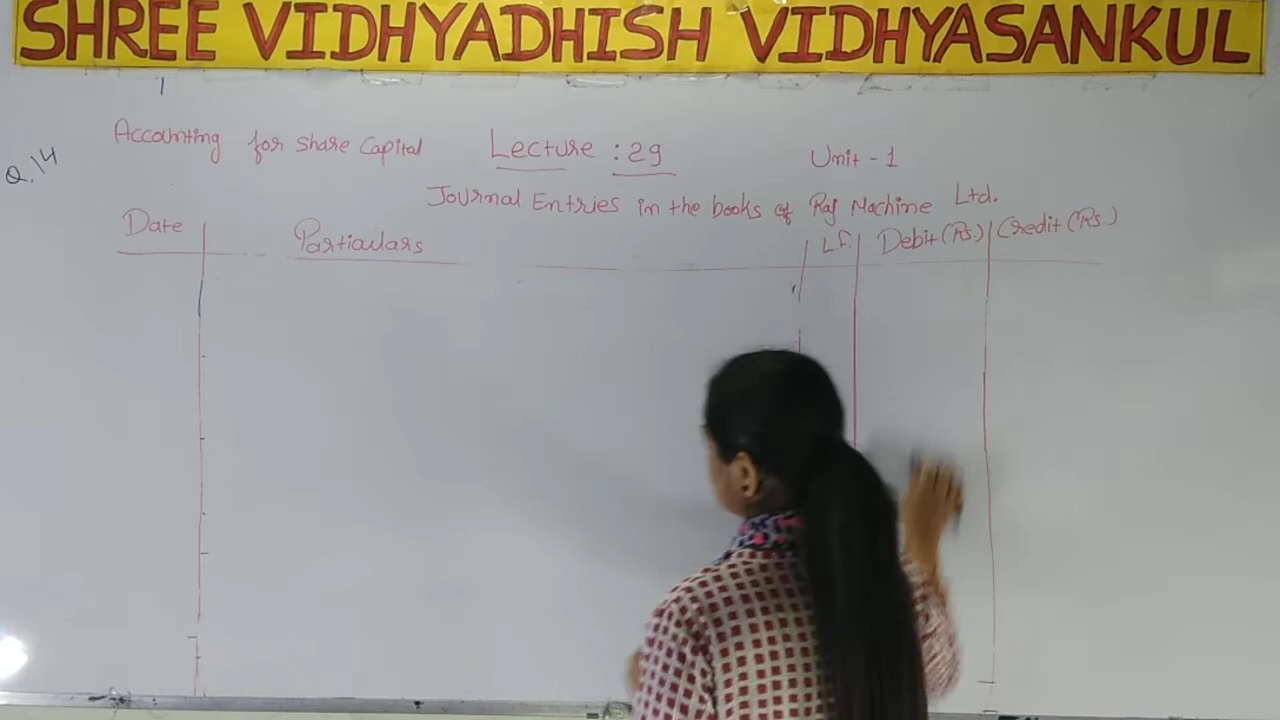 SHREE VIDHYADHISH VIDHYASANKUL
Accounting for share Capital Lecture : 29 Unit - 1
Q.14
Journal Entries in the books of Raj Machine Ltd.
Date Particulars L.F. Debit (Rs.) Credit (Rs.)